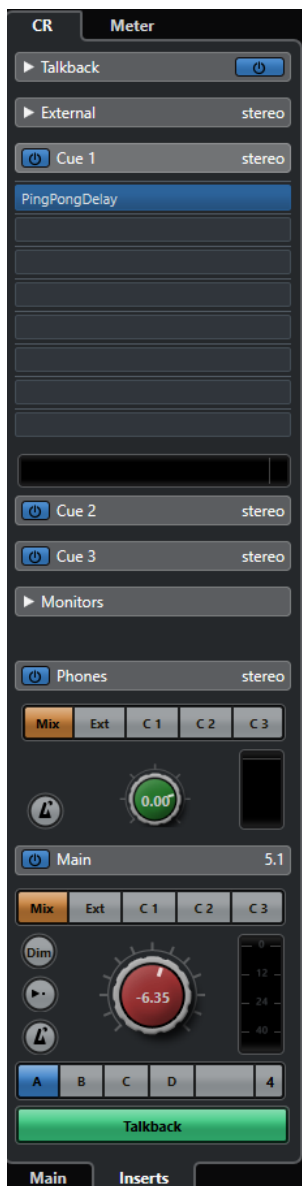 CR Meter
Talkback
External stereo
Cue 1 stereo
PingPongDelay
Cue 2 stereo
Cue 3 stereo
Monitors
Phones stereo
Mix Ext C 1 C 2 C 3
0.00
Main 5.1
Mix Ext C 1 C 2 C 3
Dim
0
12
-6.35
24
40
A B C D 4
Talkback
Main Inserts